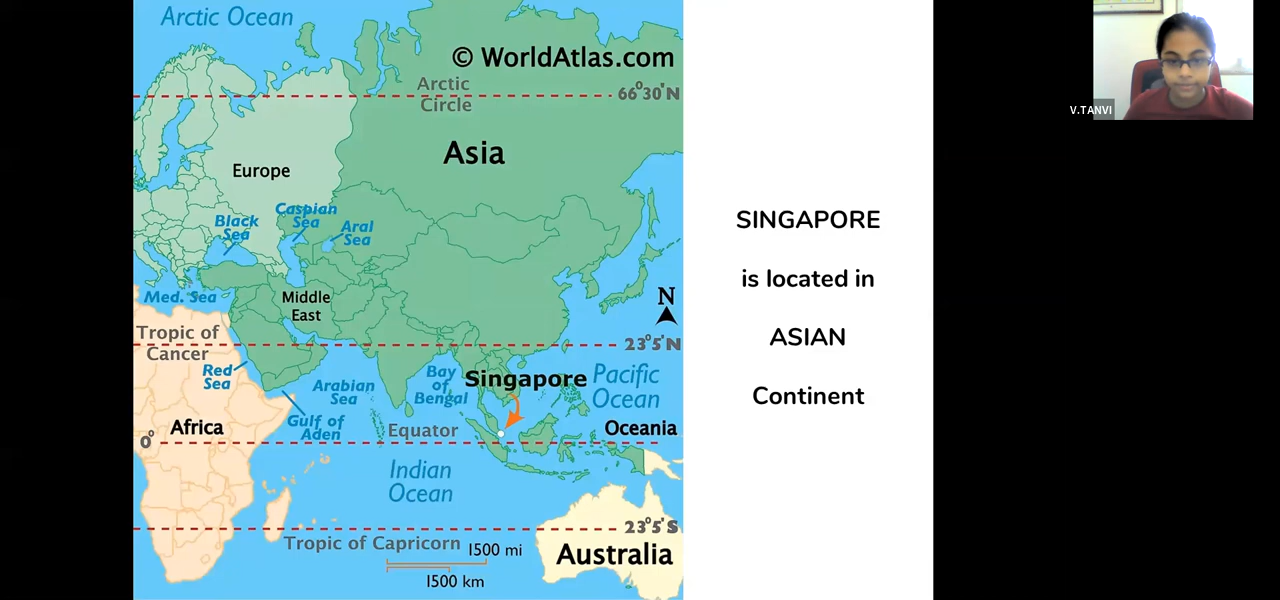 Arctic Ocean
© WorldAtlas.com
Arctic
Circle
66°30'N
Asia
Europe
Caspian
Sea
Black
Sea
Aral
Sea
Med. Sea
Middle
East
N
Tropic of
Cancer
23°5'N
Red
Sea
Arabian
Sea
Bay
of
Bengal
Singapore
Pacific
Ocean
Gulf of
Aden
Africa
Equator
Oceania
0°
Indian
Ocean
23°5'S
Tropic of Capricorn
1500 mi
1500 km
Australia
SINGAPORE
is located in
ASIAN
Continent
V.TANVI